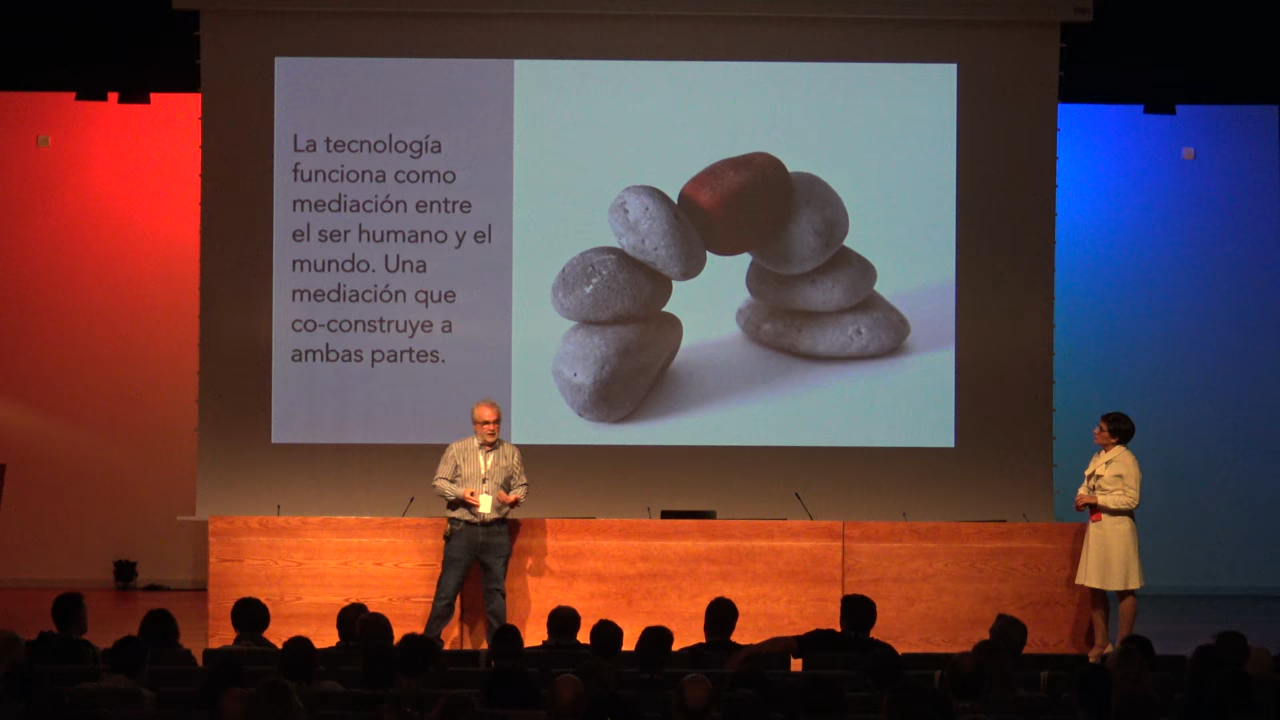 La tecnología
funciona como
mediación entre
el ser humano y el
mundo. Una
mediación que
co-construye a
ambas partes.